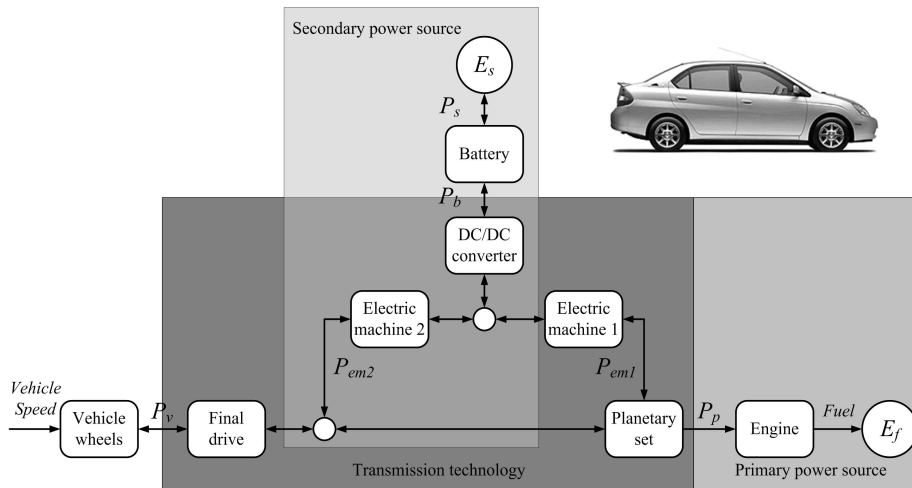 Secondary power source
E_s
P_s
Battery
P_b
DC/DC
converter
Electric
machine 2
Electric
machine 1
P_em2
P_em1
Vehicle
Speed
Vehicle
wheels
P_v
Final
drive
Planetary
set
P_p
Engine
Fuel
E_f
Transmission technology
Primary power source